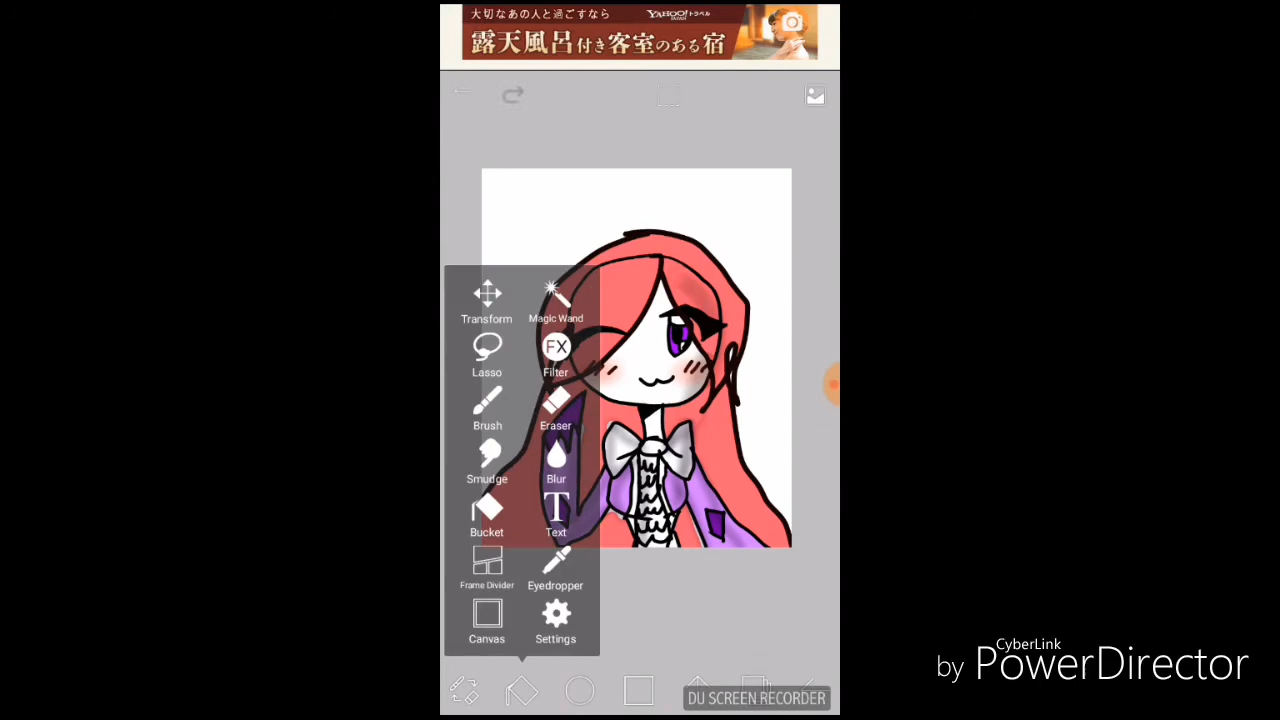 大切なあの人と過ごすなら YAHOO! JAPAN トラベル
露天風呂付き客室のある宿
Transform Magic Wand
FX
Lasso Filter
Brush Eraser
Smudge Blur
T
Bucket Text
Frame Divider Eyedropper
Canvas Settings
CyberLink
by PowerDirector
DU SCREEN RECORDER